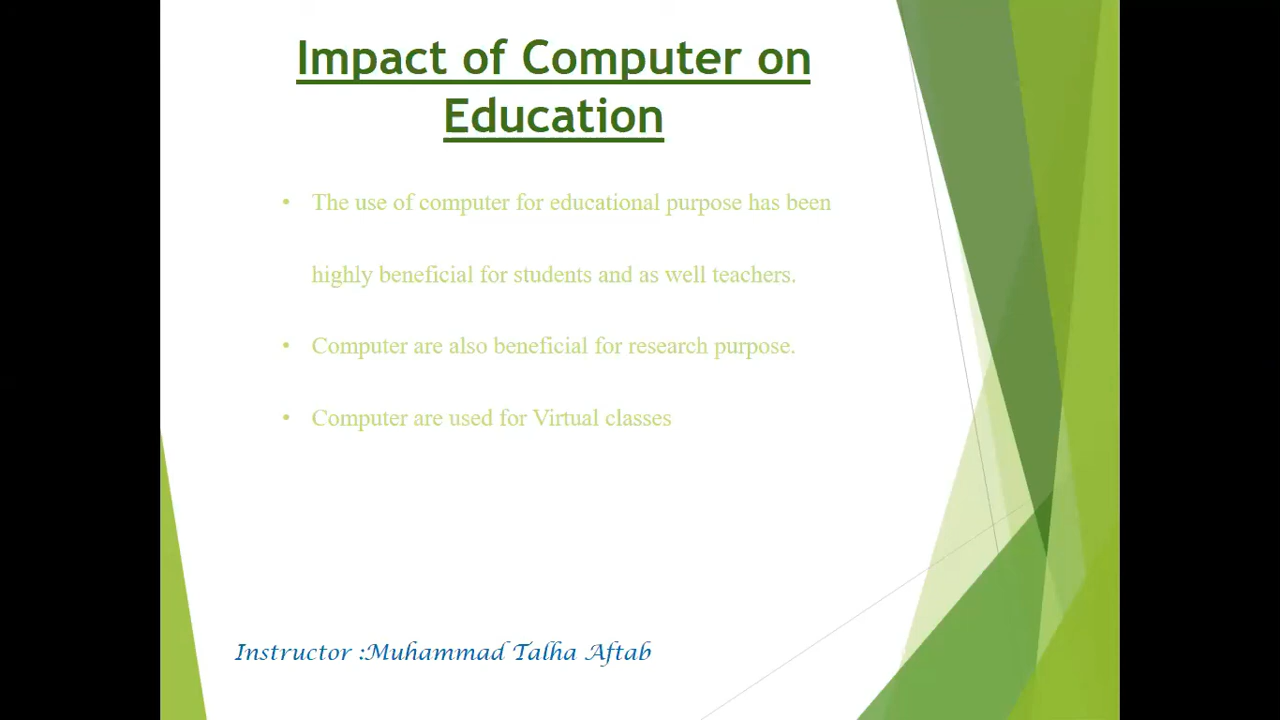 Impact of Computer on
Education
• The use of computer for educational purpose has been
highly beneficial for students and as well teachers.
• Computer are also beneficial for research purpose.
• Computer are used for Virtual classes
Instructor :Muhammad Talha Aftab